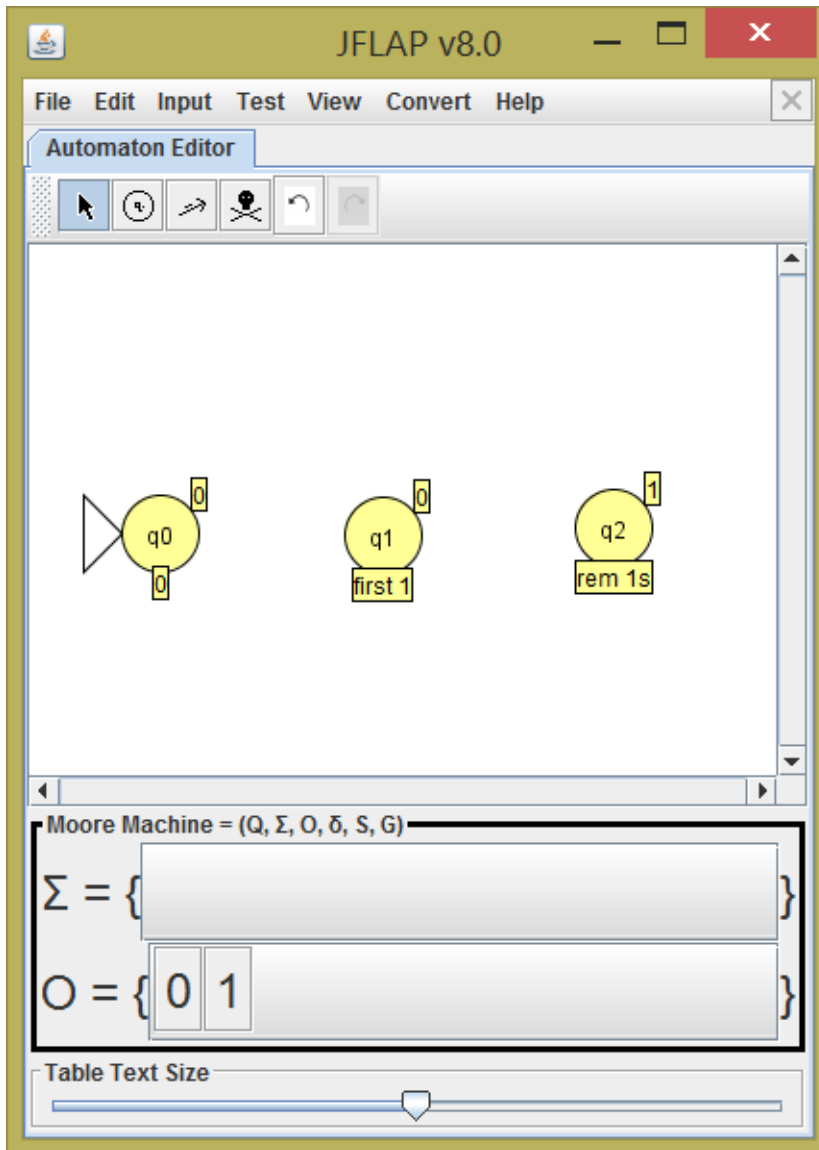 JFLAP v8.0
File Edit Input Test View Convert Help
Automaton Editor
q
0 0 1
q0 q1 q2
0 first 1 rem 1s
Moore Machine = (Q, Σ, O, δ, S, G)
Σ = { }
O = { 0 1 }
Table Text Size